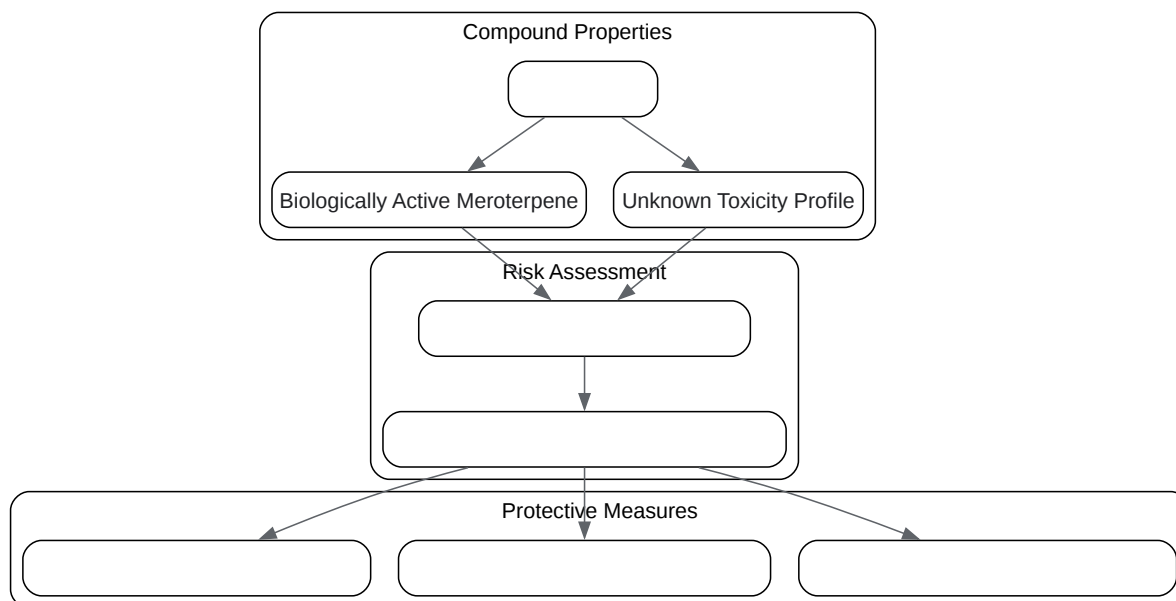 Compound Properties
Biologically Active Meroterpene
Unknown Toxicity Profile
Risk Assessment
Protective Measures